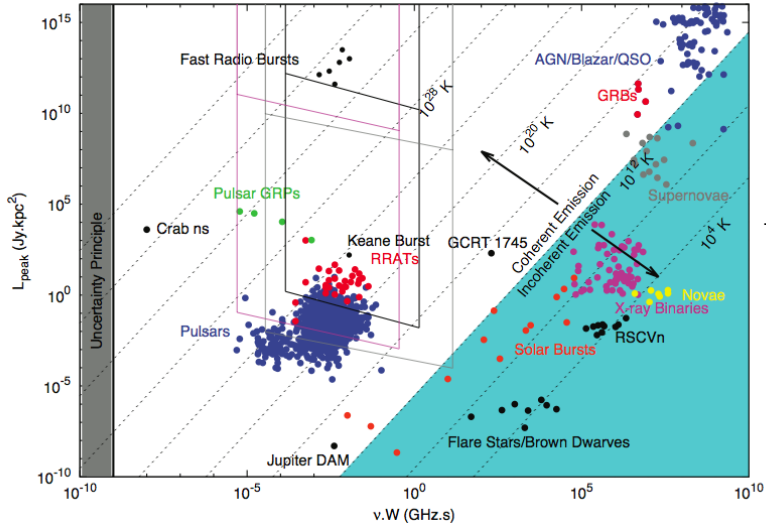 10^15
10^10
10^5
10^0
10^-5
10^-10
L_peak (Jy.kpc^2)
10^-10
10^-5
10^0
10^5
10^10
ν.W (GHz.s)
Uncertainty Principle
Fast Radio Bursts
AGN/Blazar/QSO
GRBs
10^28 K
10^20 K
10^12 K
10^4 K
Supernovae
Pulsar GRPs
Crab ns
Keane Burst
GCRT 1745
RRATs
Coherent Emission
Incoherent Emission
Novae
X-ray Binaries
Pulsars
RSCVn
Solar Bursts
Flare Stars/Brown Dwarves
Jupiter DAM